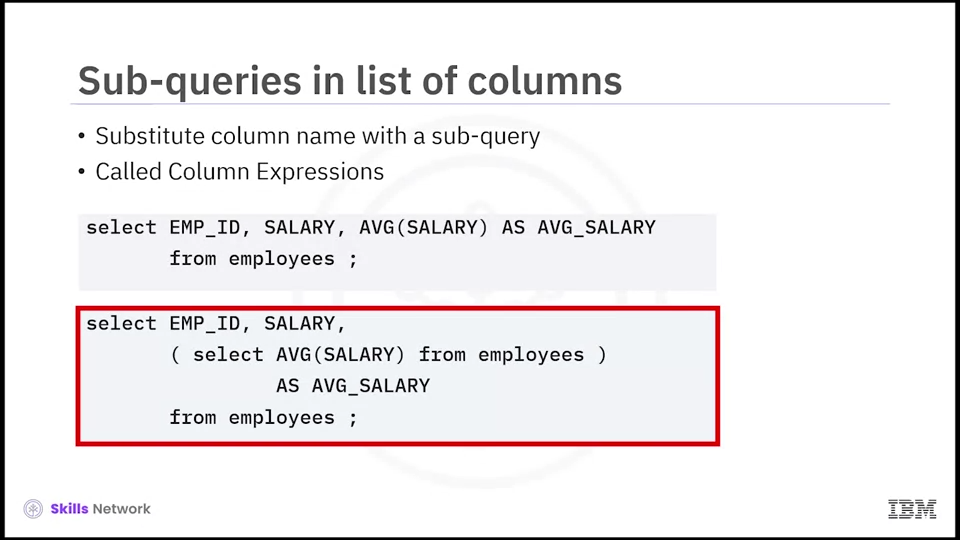 Sub-queries in list of columns
• Substitute column name with a sub-query
• Called Column Expressions
select EMP_ID, SALARY, AVG(SALARY) AS AVG_SALARY
from employees ;
select EMP_ID, SALARY,
( select AVG(SALARY) from employees )
AS AVG_SALARY
from employees ;
Skills Network
IBM